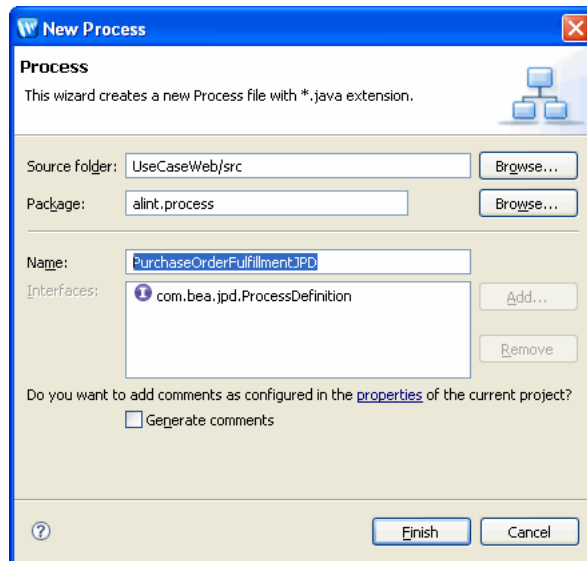 New Process
Process
This wizard creates a new Process file with *.java extension.
Source folder: UseCaseWeb/src Browse...
Package: alint.process Browse...
Name: PurchaseOrderFulfillmentJPD
Interfaces: com.bea.jpd.ProcessDefinition Add...
Remove
Do you want to add comments as configured in the properties of the current project?
Generate comments
Finish Cancel